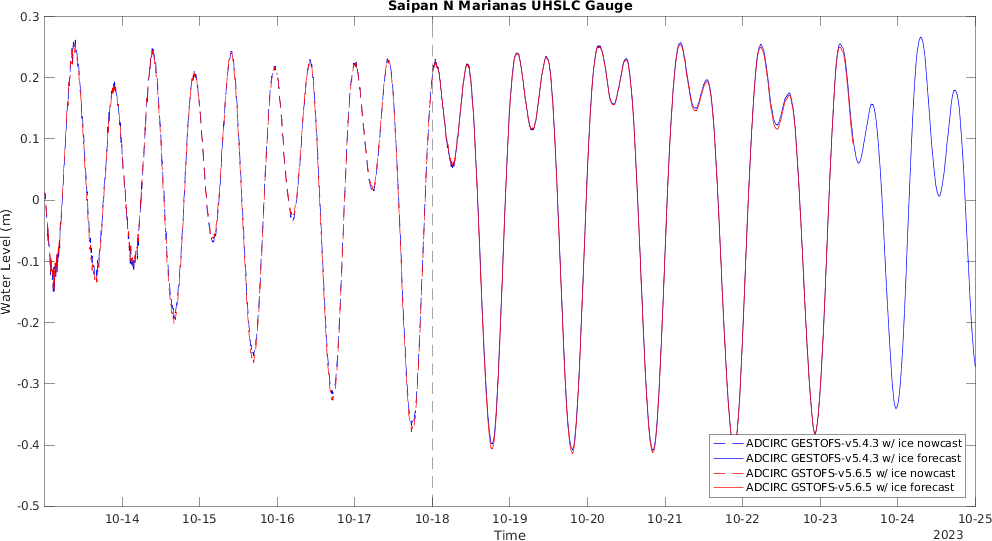 Saipan N Marianas UHSLC Gauge
Water Level (m)
0.3
0.2
0.1
0
-0.1
-0.2
-0.3
-0.4
-0.5
ADCIRC GESTOFS-v5.4.3 w/ ice nowcast
ADCIRC GESTOFS-v5.4.3 w/ ice forecast
ADCIRC GSTOFS-v5.6.5 w/ ice nowcast
ADCIRC GSTOFS-v5.6.5 w/ ice forecast
10-14 10-15 10-16 10-17 10-18 10-19 10-20 10-21 10-22 10-23 10-24 10-25
Time
2023